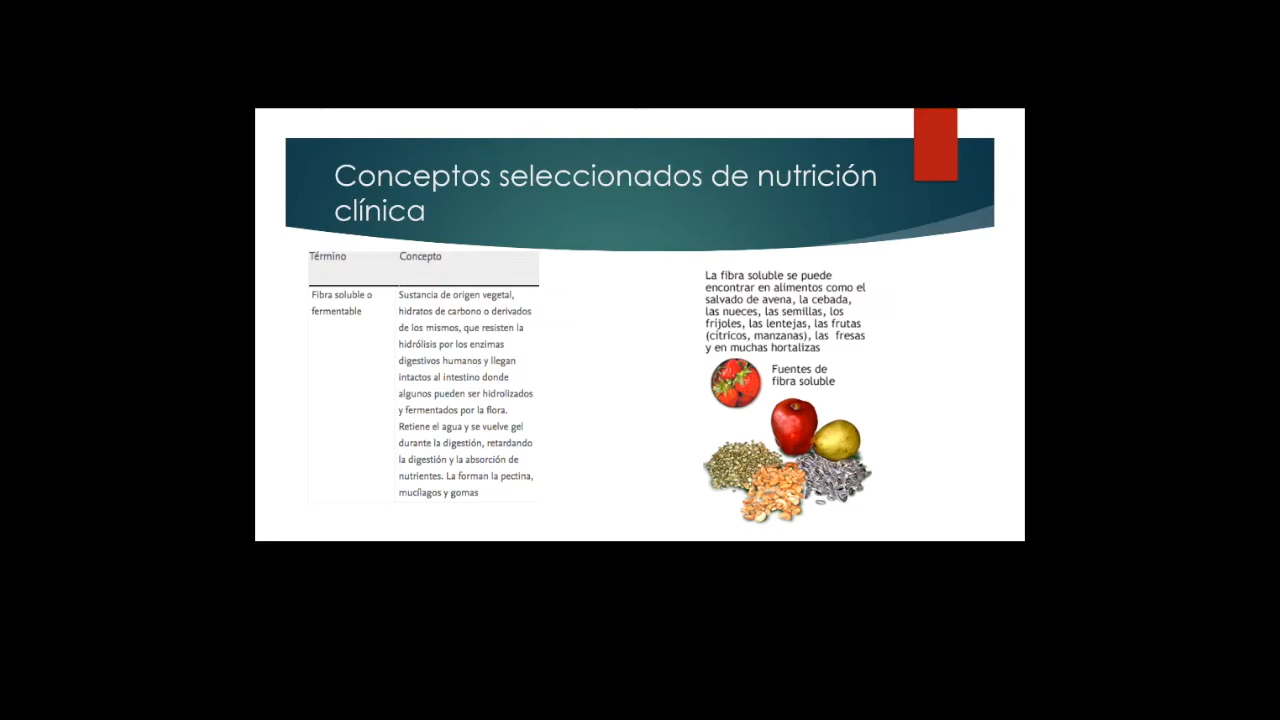 Conceptos seleccionados de nutrición
clínica
Término
Concepto
Fibra soluble o
fermentable
Sustancia de origen vegetal,
hidratos de carbono o derivados
de los mismos, que resisten la
hidrólisis por los enzimas
digestivos humanos y llegan
intactos al intestino donde
algunos pueden ser hidrolizados
y fermentados por la flora.
Retiene el agua y se vuelve gel
durante la digestión, retardando
la digestión y la absorción de
nutrientes. La forman la pectina,
mucílagos y gomas
La fibra soluble se puede
encontrar en alimentos como el
salvado de avena, la cebada,
las nueces, las semillas, los
frijoles, las lentejas, las frutas
(cítricos, manzanas), las fresas
y en muchas hortalizas
Fuentes de
fibra soluble